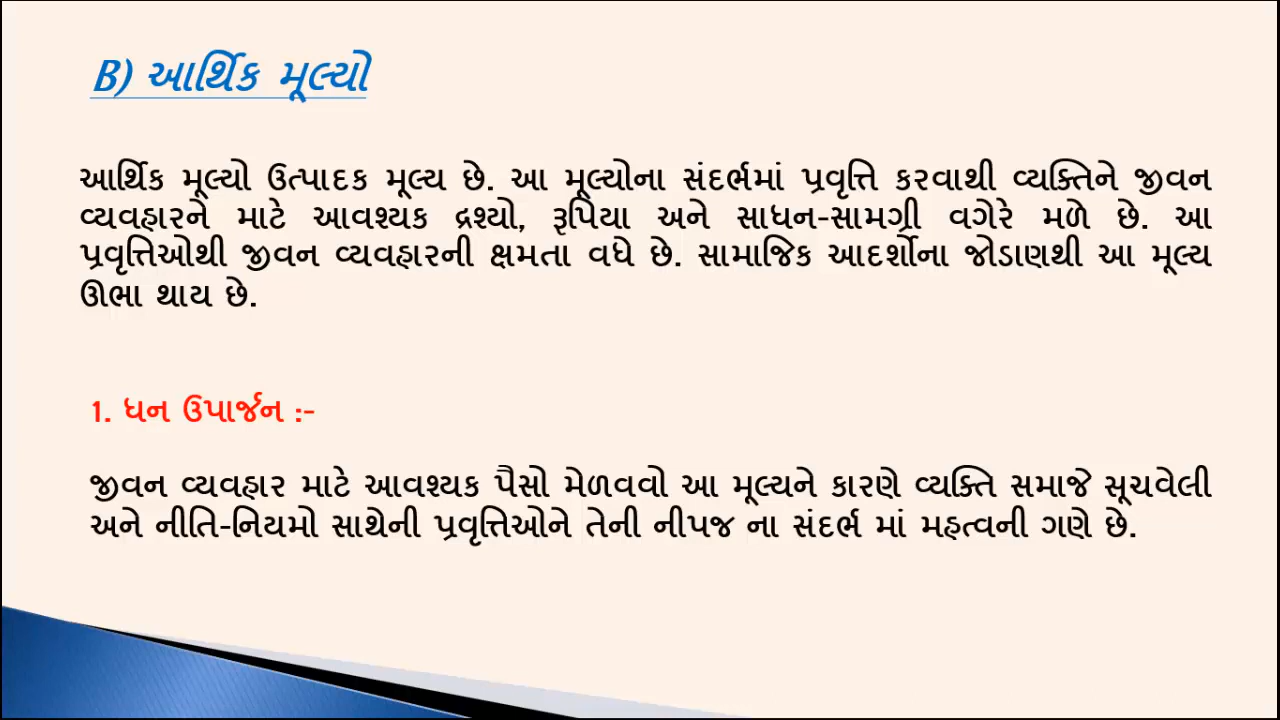 B) આર્થિક મૂલ્યો
આર્થિક મૂલ્યો ઉત્પાદક મૂલ્ય છે. આ મૂલ્યોના સંદર્ભમાં પ્રવૃત્તિ કરવાથી વ્યક્તિને જીવન
વ્યવહારને માટે આવશ્યક દ્રશ્યો, રૂપિયા અને સાધન-સામગ્રી વગેરે મળે છે. આ
પ્રવૃત્તિઓથી જીવન વ્યવહારની ક્ષમતા વધે છે. સામાજિક આદર્શોના જોડાણથી આ મૂલ્ય
ઊભા થાય છે.
1. ધન ઉપાર્જન :-
જીવન વ્યવહાર માટે આવશ્યક પૈસો મેળવવો આ મૂલ્યને કારણે વ્યક્તિ સમાજે સૂચવેલી
અને નીતિ-નિયમો સાથેની પ્રવૃત્તિઓને તેની નીપજ ના સંદર્ભ માં મહત્વની ગણે છે.